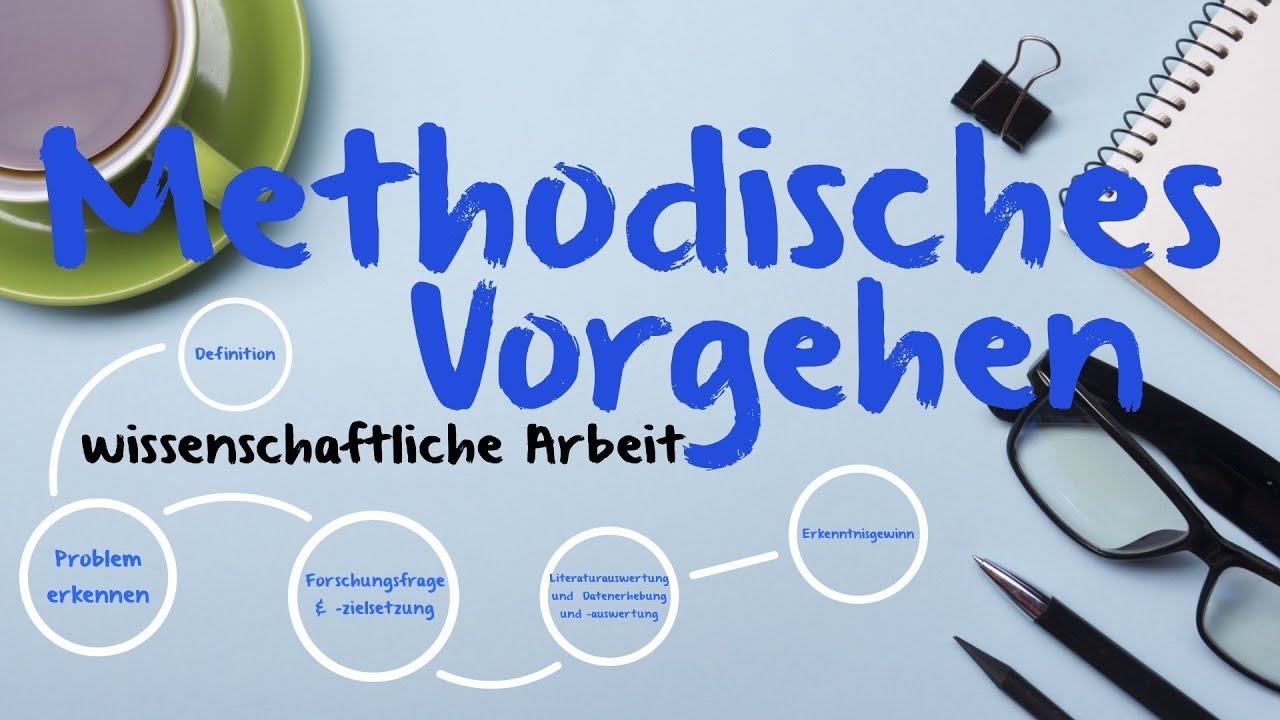 Methodisches
Vorgehen
wissenschaftliche Arbeit
Definition
Problem
erkennen
Forschungsfrage
& -zielsetzung
Literaturauswertung
und Datenerhebung
und -auswertung
Erkenntnisgewinn